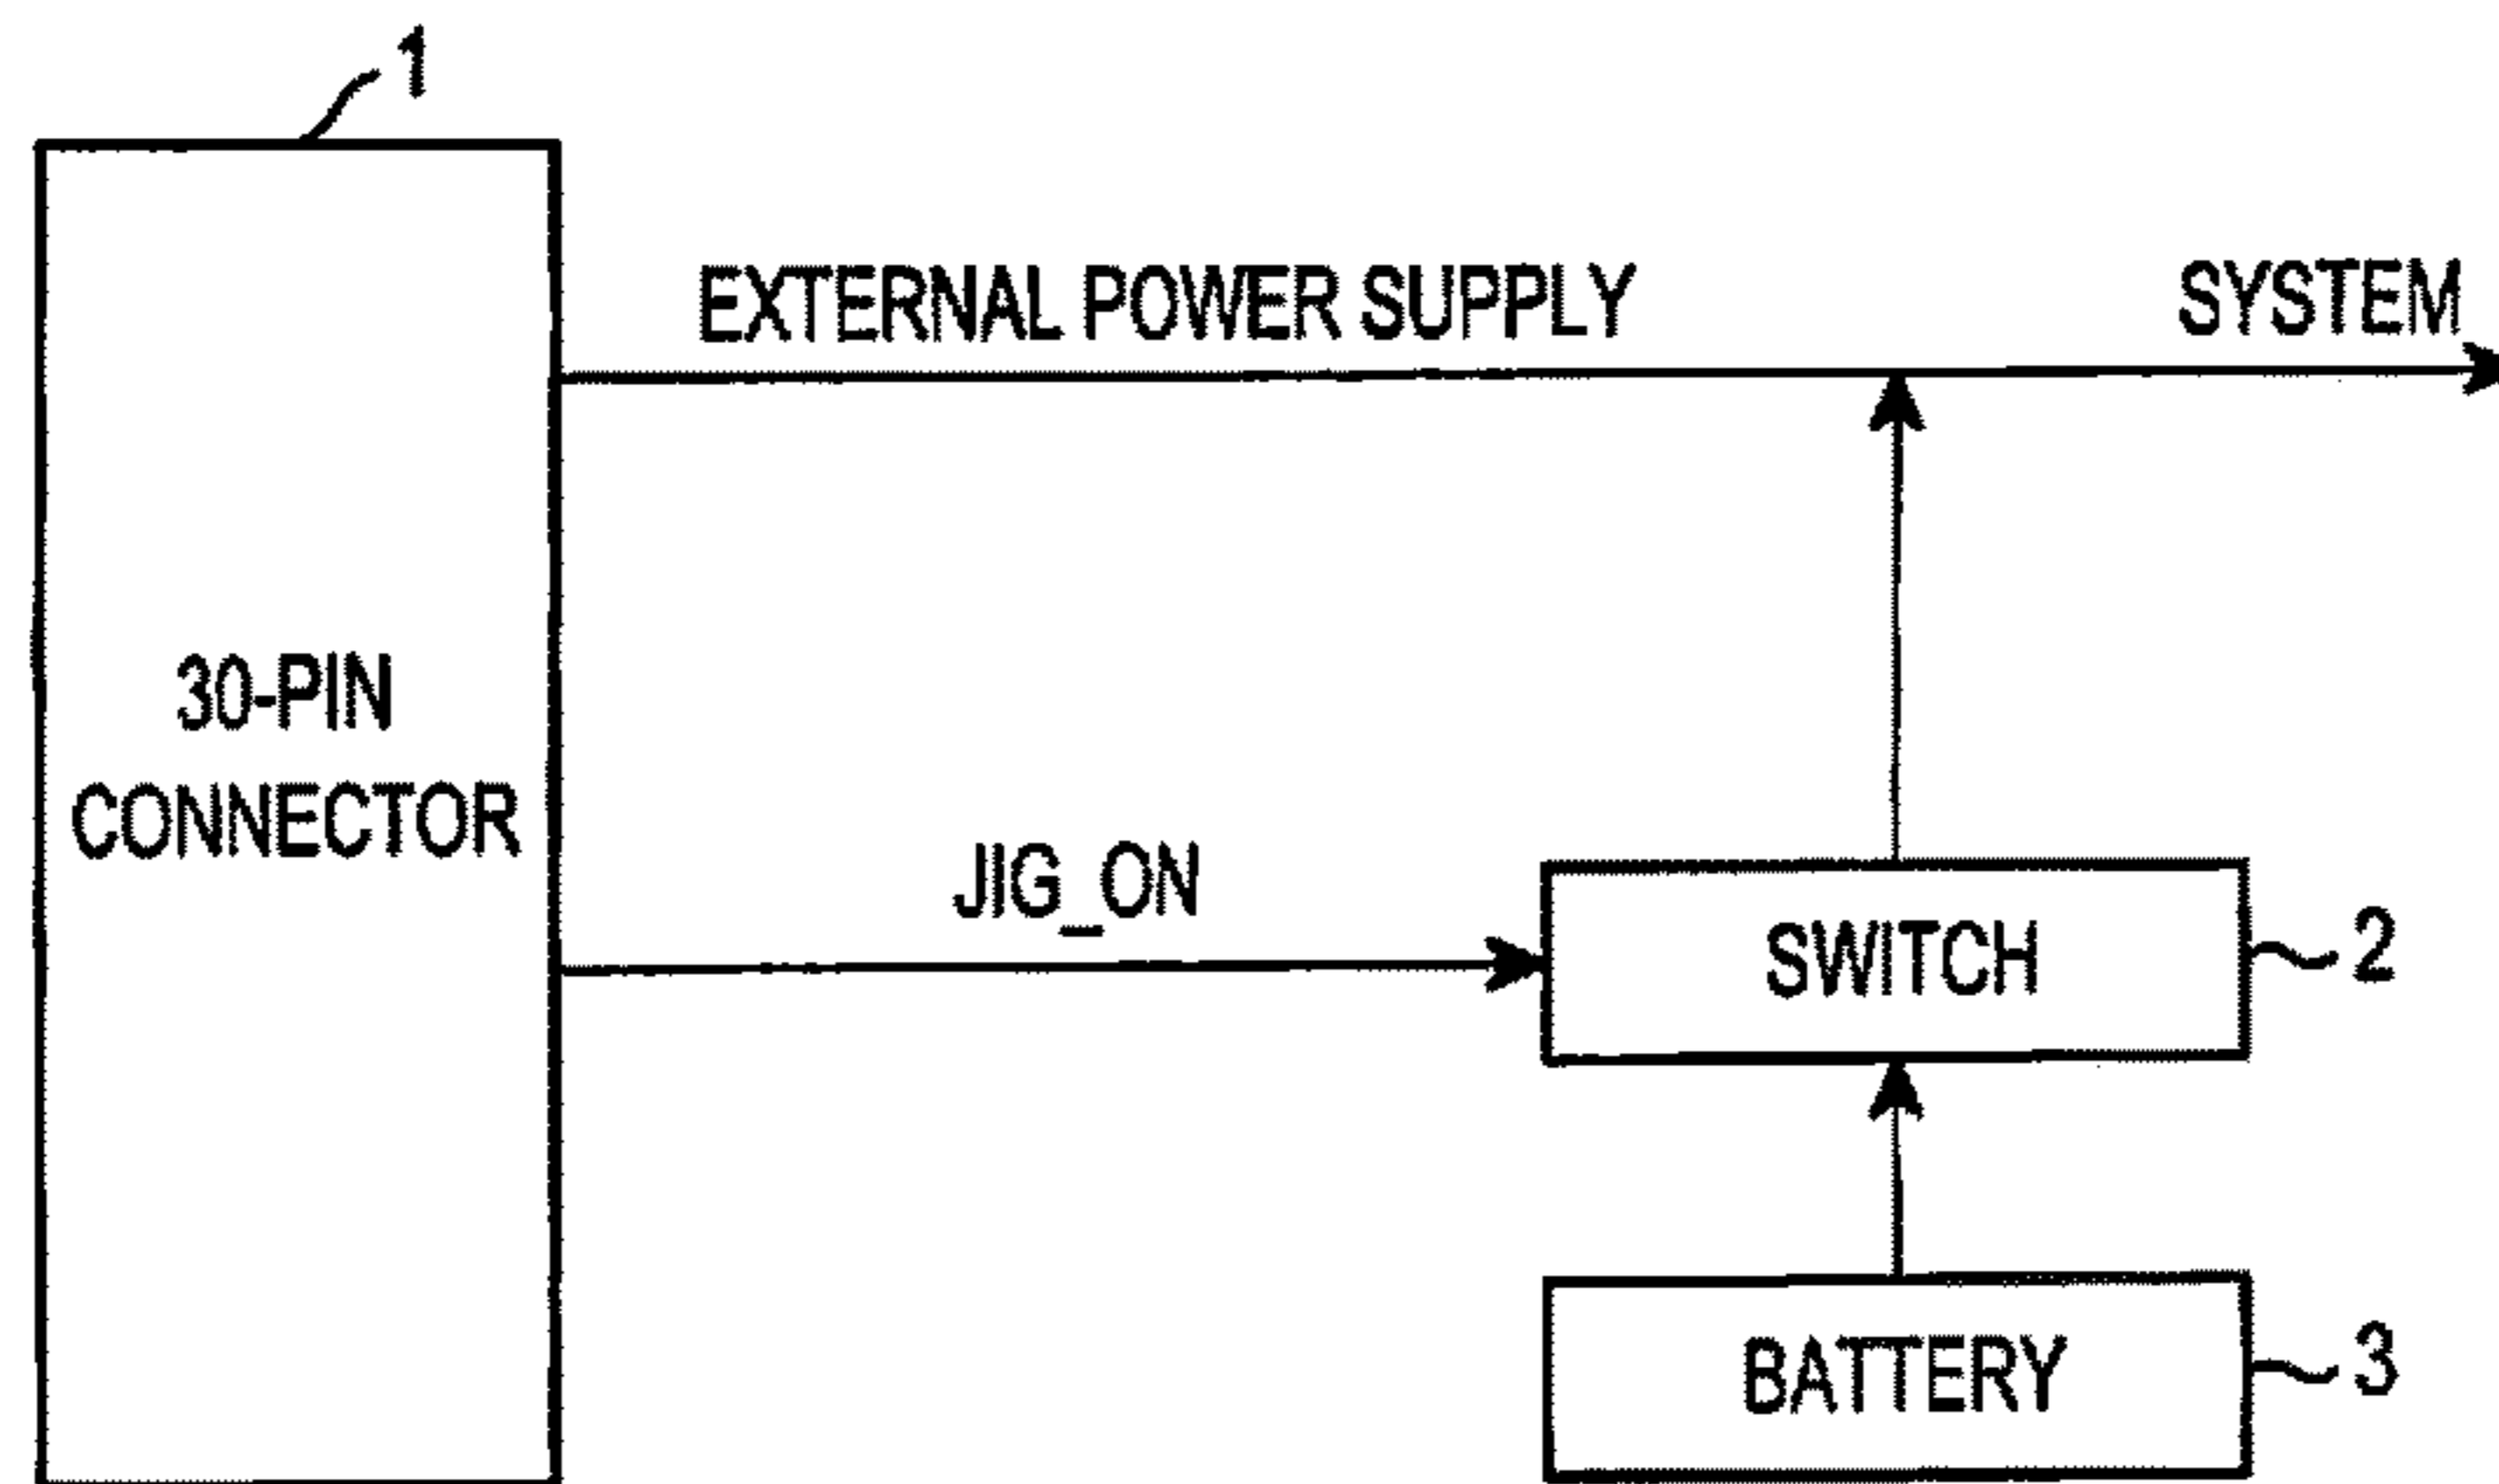 1
EXTERNAL POWER SUPPLY
SYSTEM
30-PIN
CONNECTOR
JIG_ON
SWITCH
2
BATTERY
3